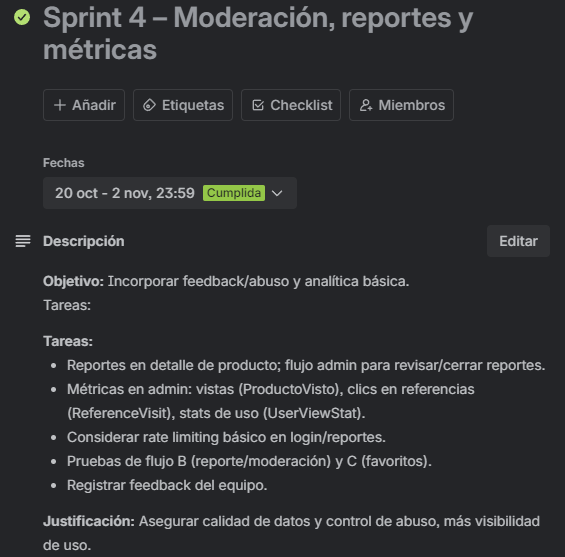 Sprint 4 – Moderación, reportes y
métricas
Añadir
Etiquetas
Checklist
Miembros
Fechas
20 oct - 2 nov, 23:59 Cumplida
Descripción
Editar
Objetivo: Incorporar feedback/abuso y analítica básica.
Tareas:
Tareas:
• Reportes en detalle de producto; flujo admin para revisar/cerrar reportes.
• Métricas en admin: vistas (ProductoVisto), clics en referencias
(ReferenceVisit), stats de uso (UserViewStat).
• Considerar rate limiting básico en login/reportes.
• Pruebas de flujo B (reporte/moderación) y C (favoritos).
• Registrar feedback del equipo.
Justificación: Asegurar calidad de datos y control de abuso, más visibilidad
de uso.